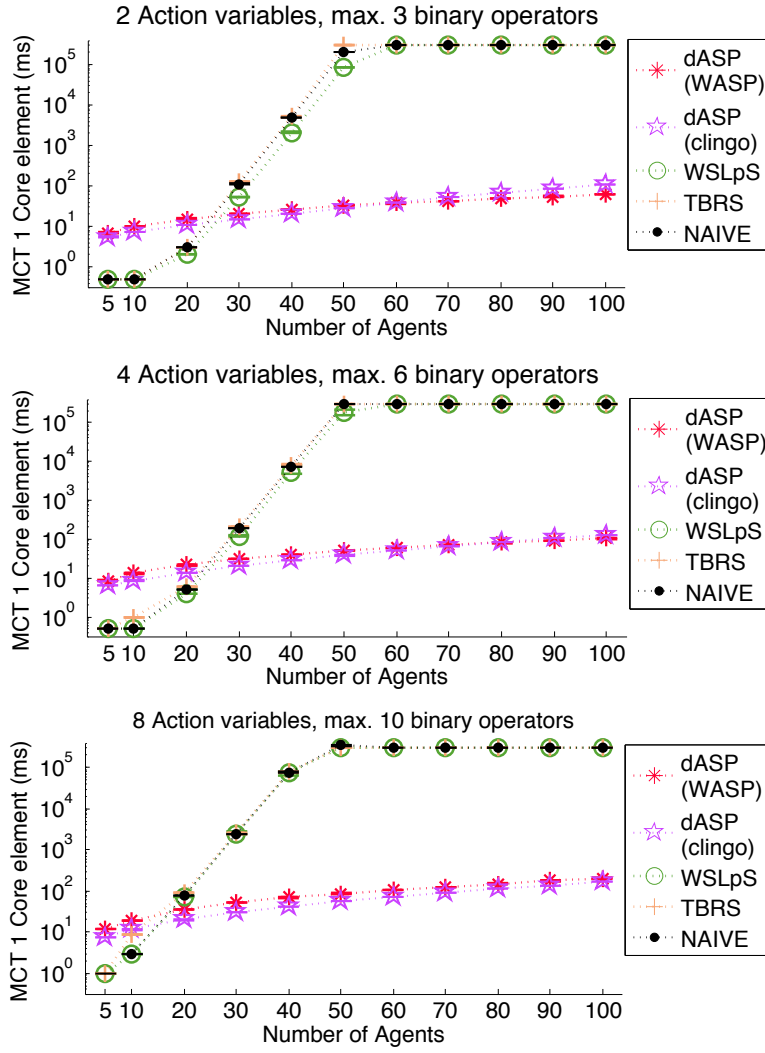 2 Action variables, max. 3 binary operators
MCT 1 Core element (ms)
10^5
10^4
10^3
10^2
10^1
10^0
5 10 20 30 40 50 60 70 80 90 100
Number of Agents
dASP
(WASP)
dASP
(clingo)
WSLpS
TBRS
NAIVE
4 Action variables, max. 6 binary operators
MCT 1 Core element (ms)
10^5
10^4
10^3
10^2
10^1
10^0
5 10 20 30 40 50 60 70 80 90 100
Number of Agents
dASP
(WASP)
dASP
(clingo)
WSLpS
TBRS
NAIVE
8 Action variables, max. 10 binary operators
MCT 1 Core element (ms)
10^5
10^4
10^3
10^2
10^1
10^0
5 10 20 30 40 50 60 70 80 90 100
Number of Agents
dASP
(WASP)
dASP
(clingo)
WSLpS
TBRS
NAIVE